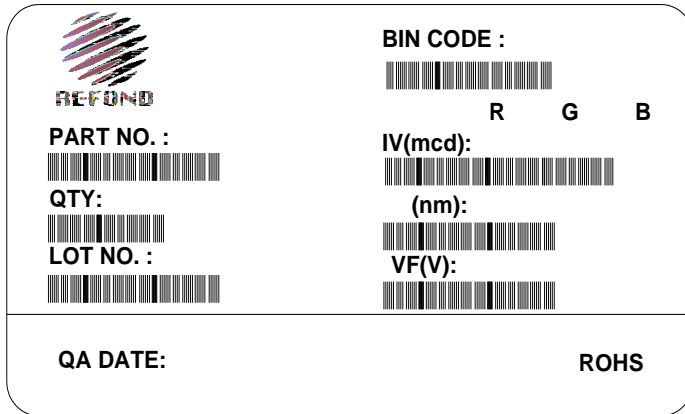 REFOND
BIN CODE :
R G B
PART NO. :
IV(mcd):
QTY:
(nm):
LOT NO. :
VF(V):
QA DATE:
ROHS